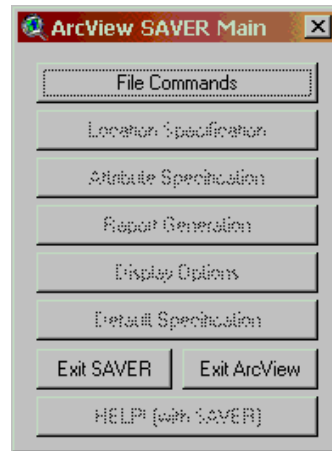 ArcView SAVER Main
File Commands
Location Specification
Attribute Specification
Report Generation
Display Options
Default Specification
Exit SAVER Exit ArcView
HELP! (with SAVER)